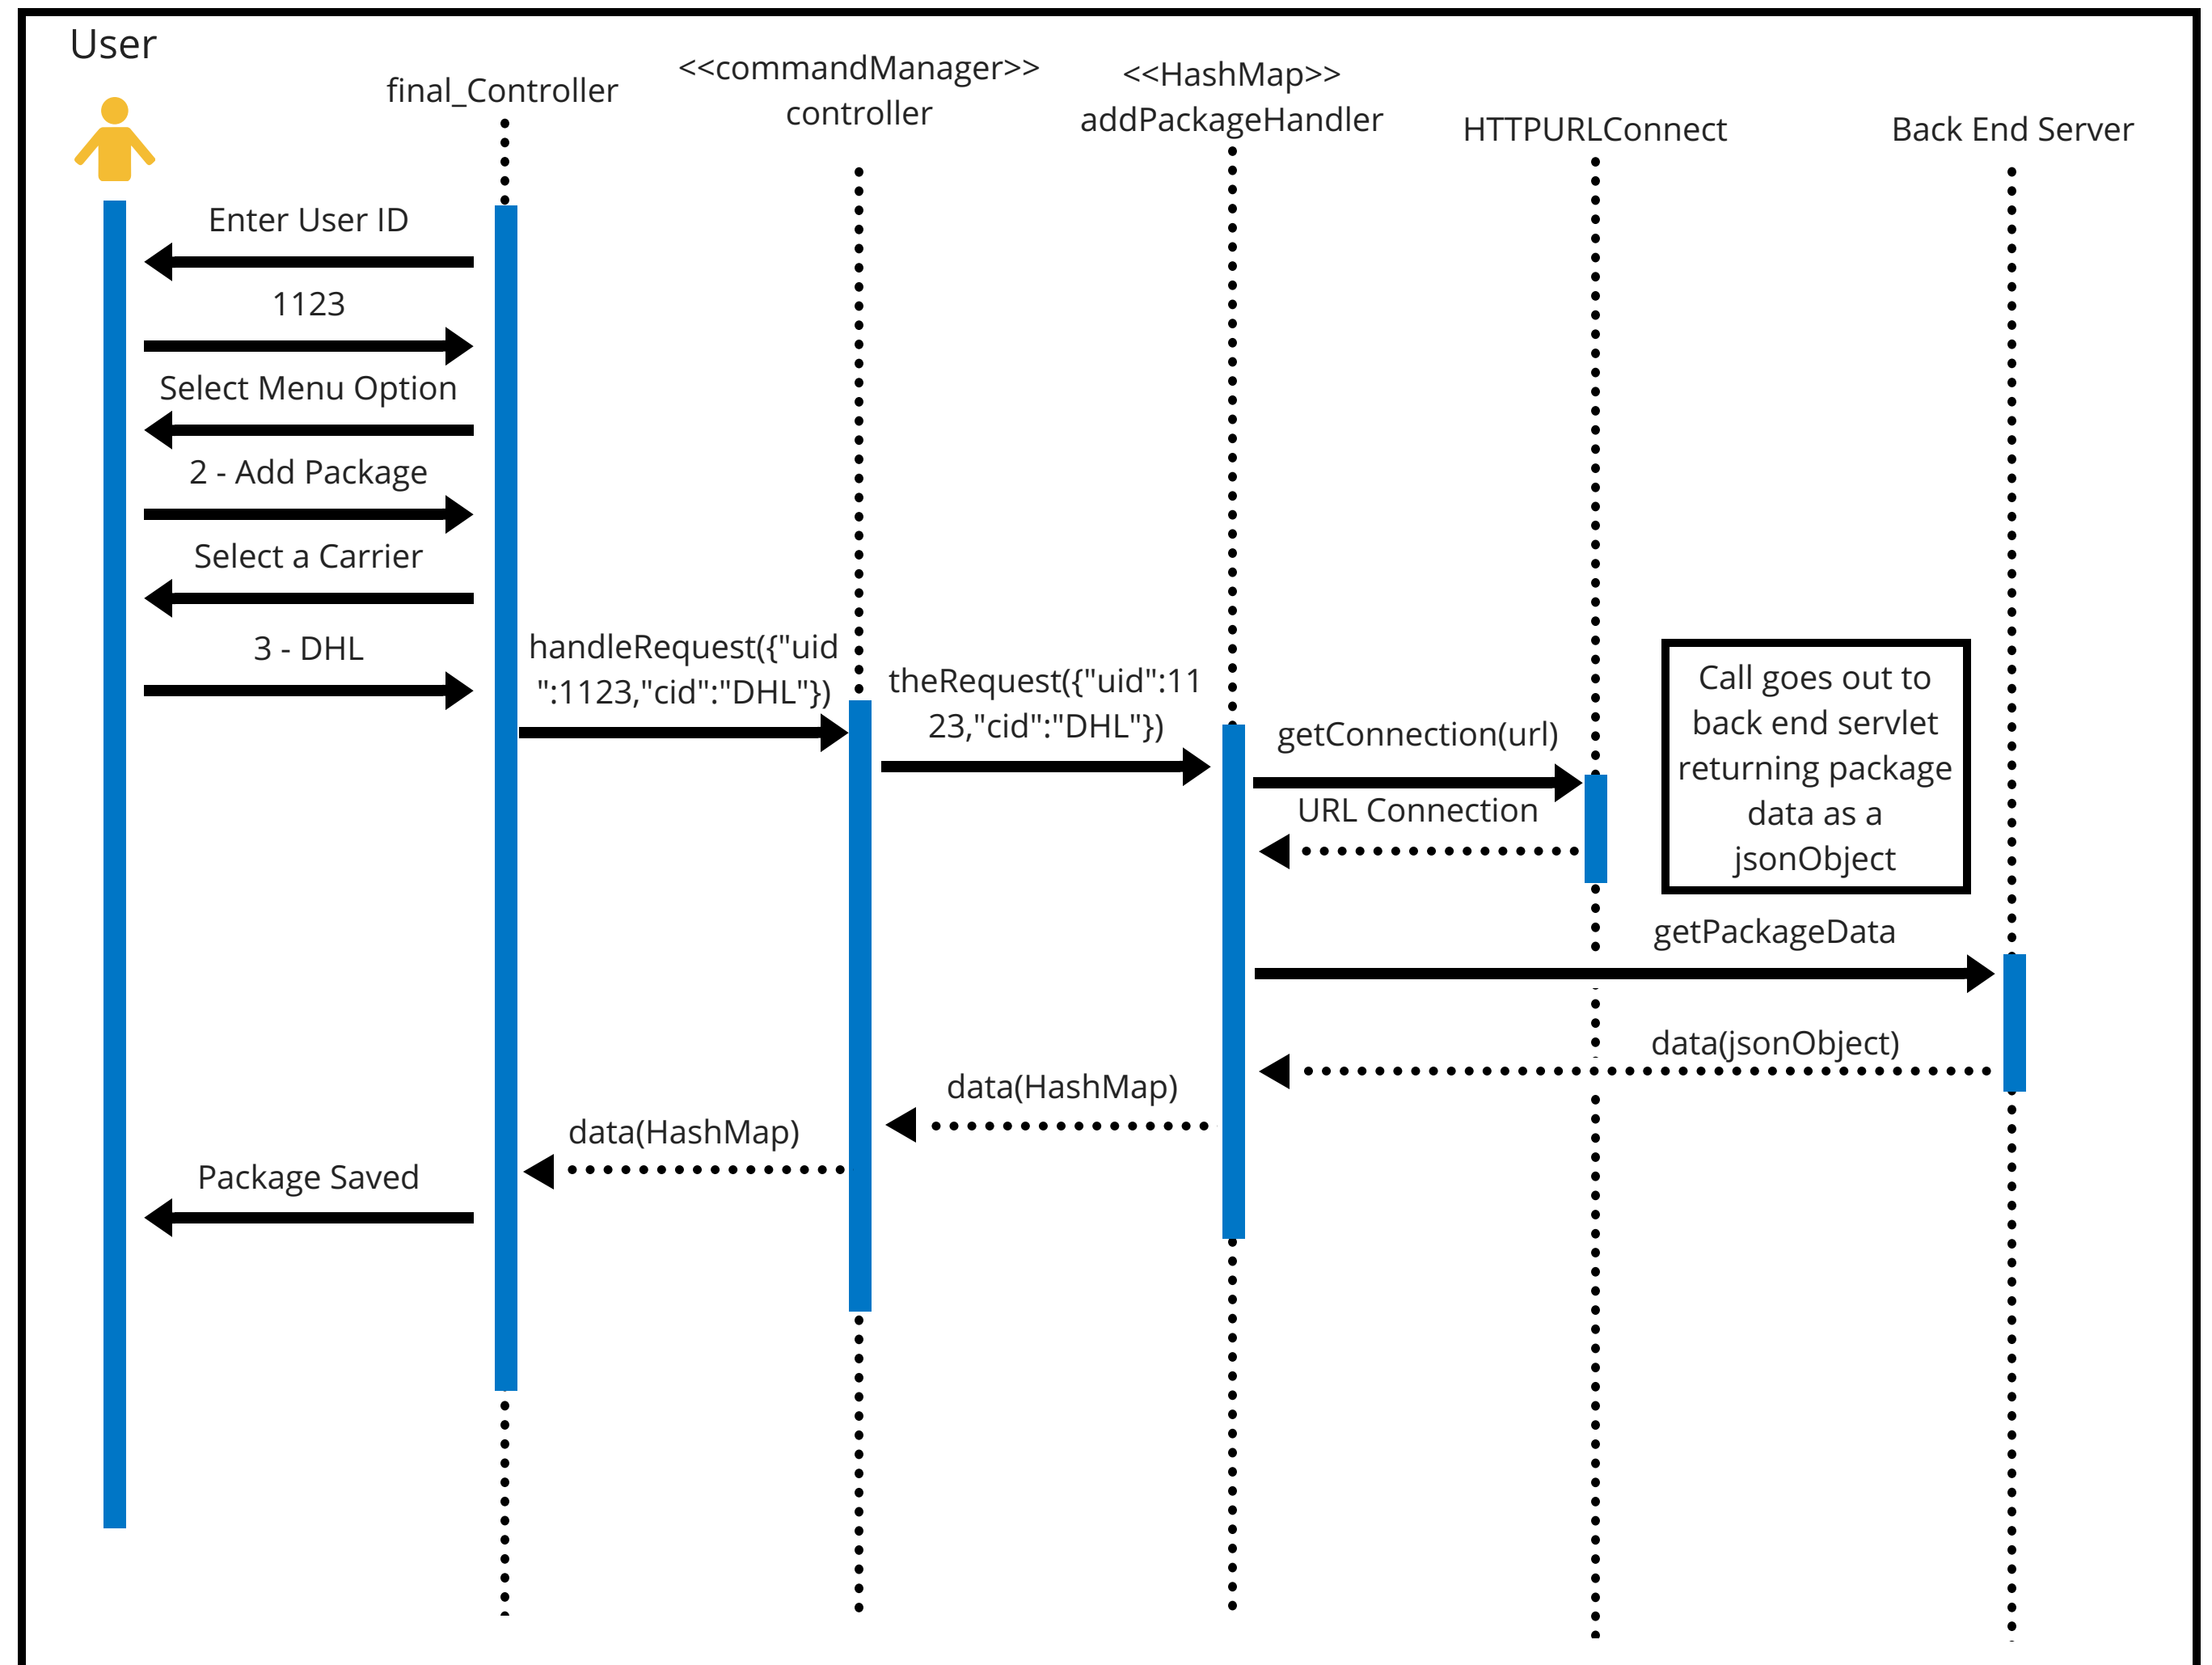 User
final_Controller
<<commandManager>>
controller
<<HashMap>>
addPackageHandler
HTTPURLConnect
Back End Server
Enter User ID
1123
Select Menu Option
2 - Add Package
Select a Carrier
3 - DHL
handleRequest({"uid
":1123,"cid":"DHL"})
theRequest({"uid":11
23,"cid":"DHL"})
getConnection(url)
URL Connection
Call goes out to
back end servlet
returning package
data as a
jsonObject
getPackageData
data(jsonObject)
data(HashMap)
data(HashMap)
Package Saved